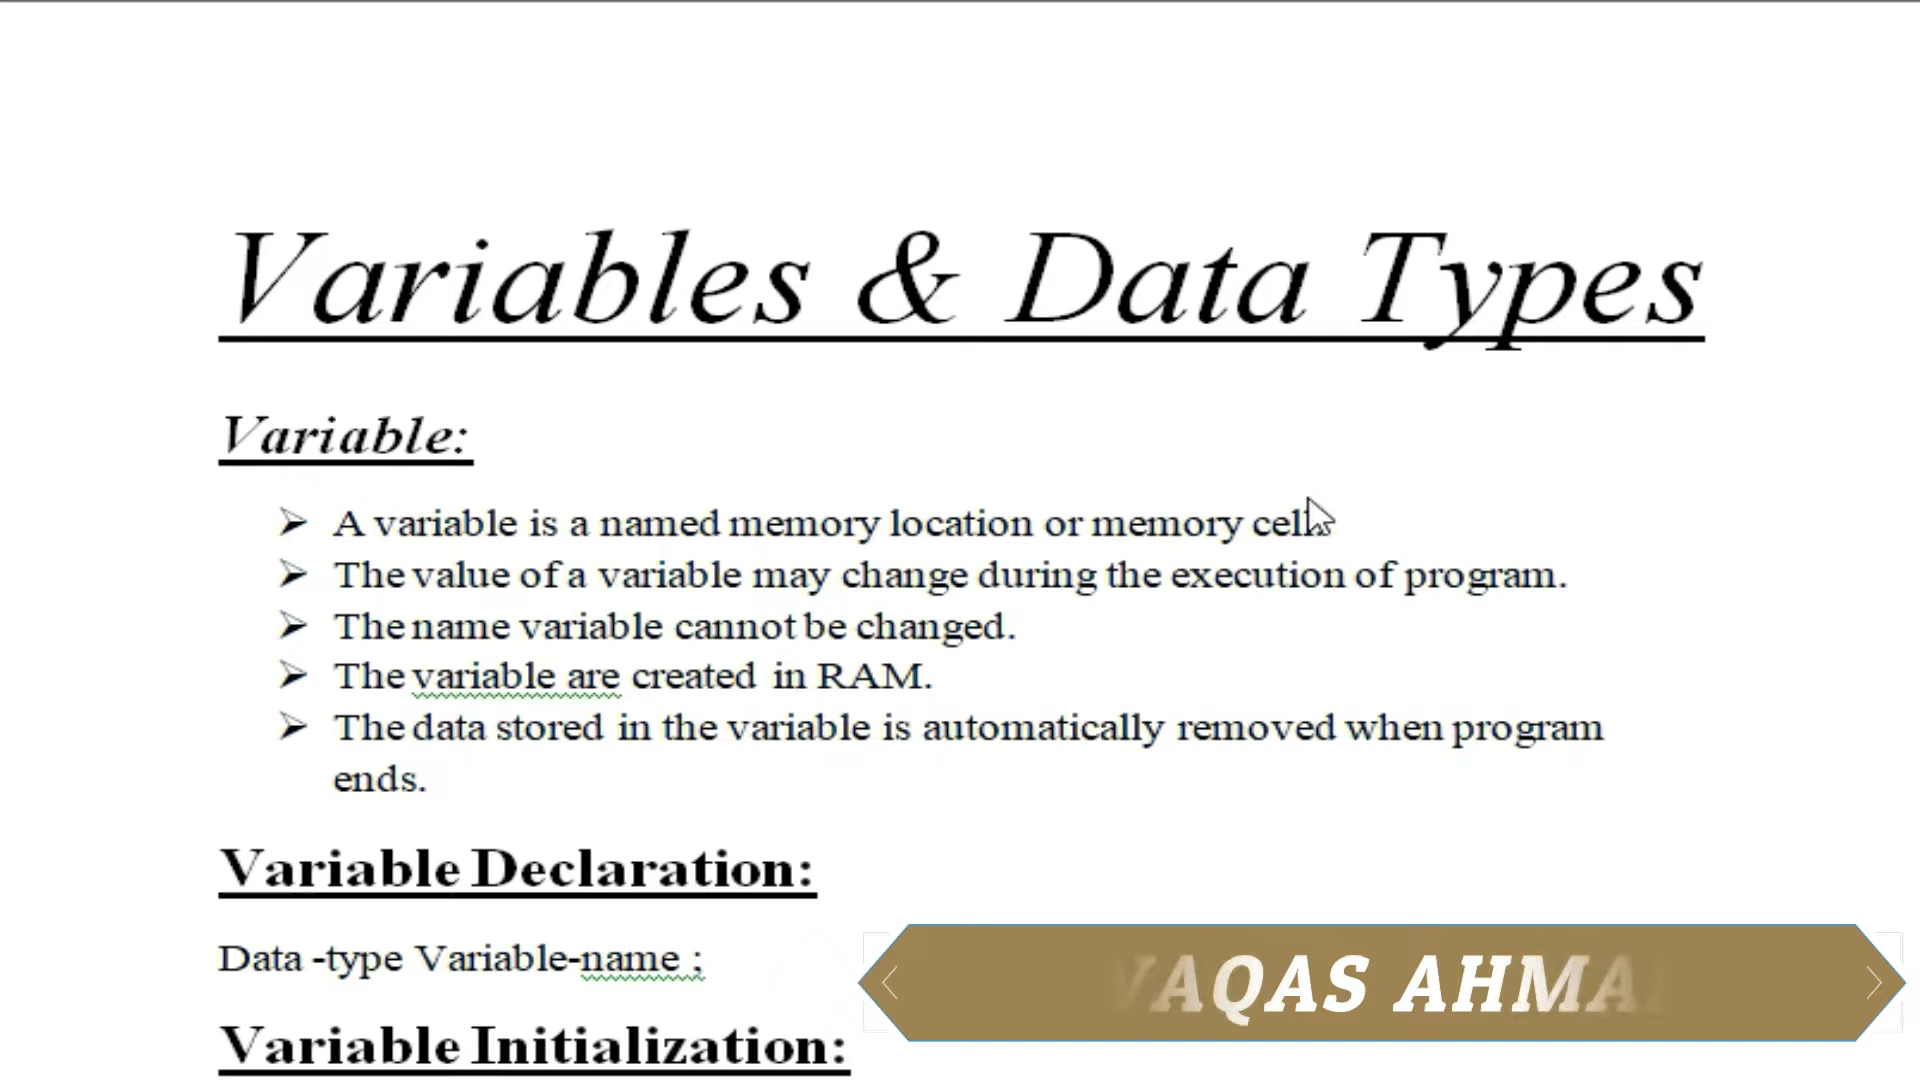 Variables & Data Types
Variable:
➢ A variable is a named memory location or memory cell.
➢ The value of a variable may change during the execution of program.
➢ The name variable cannot be changed.
➢ The variable are created in RAM.
➢ The data stored in the variable is automatically removed when program
ends.
Variable Declaration:
Data -type Variable-name ;
VAQAS AHMA
Variable Initialization: